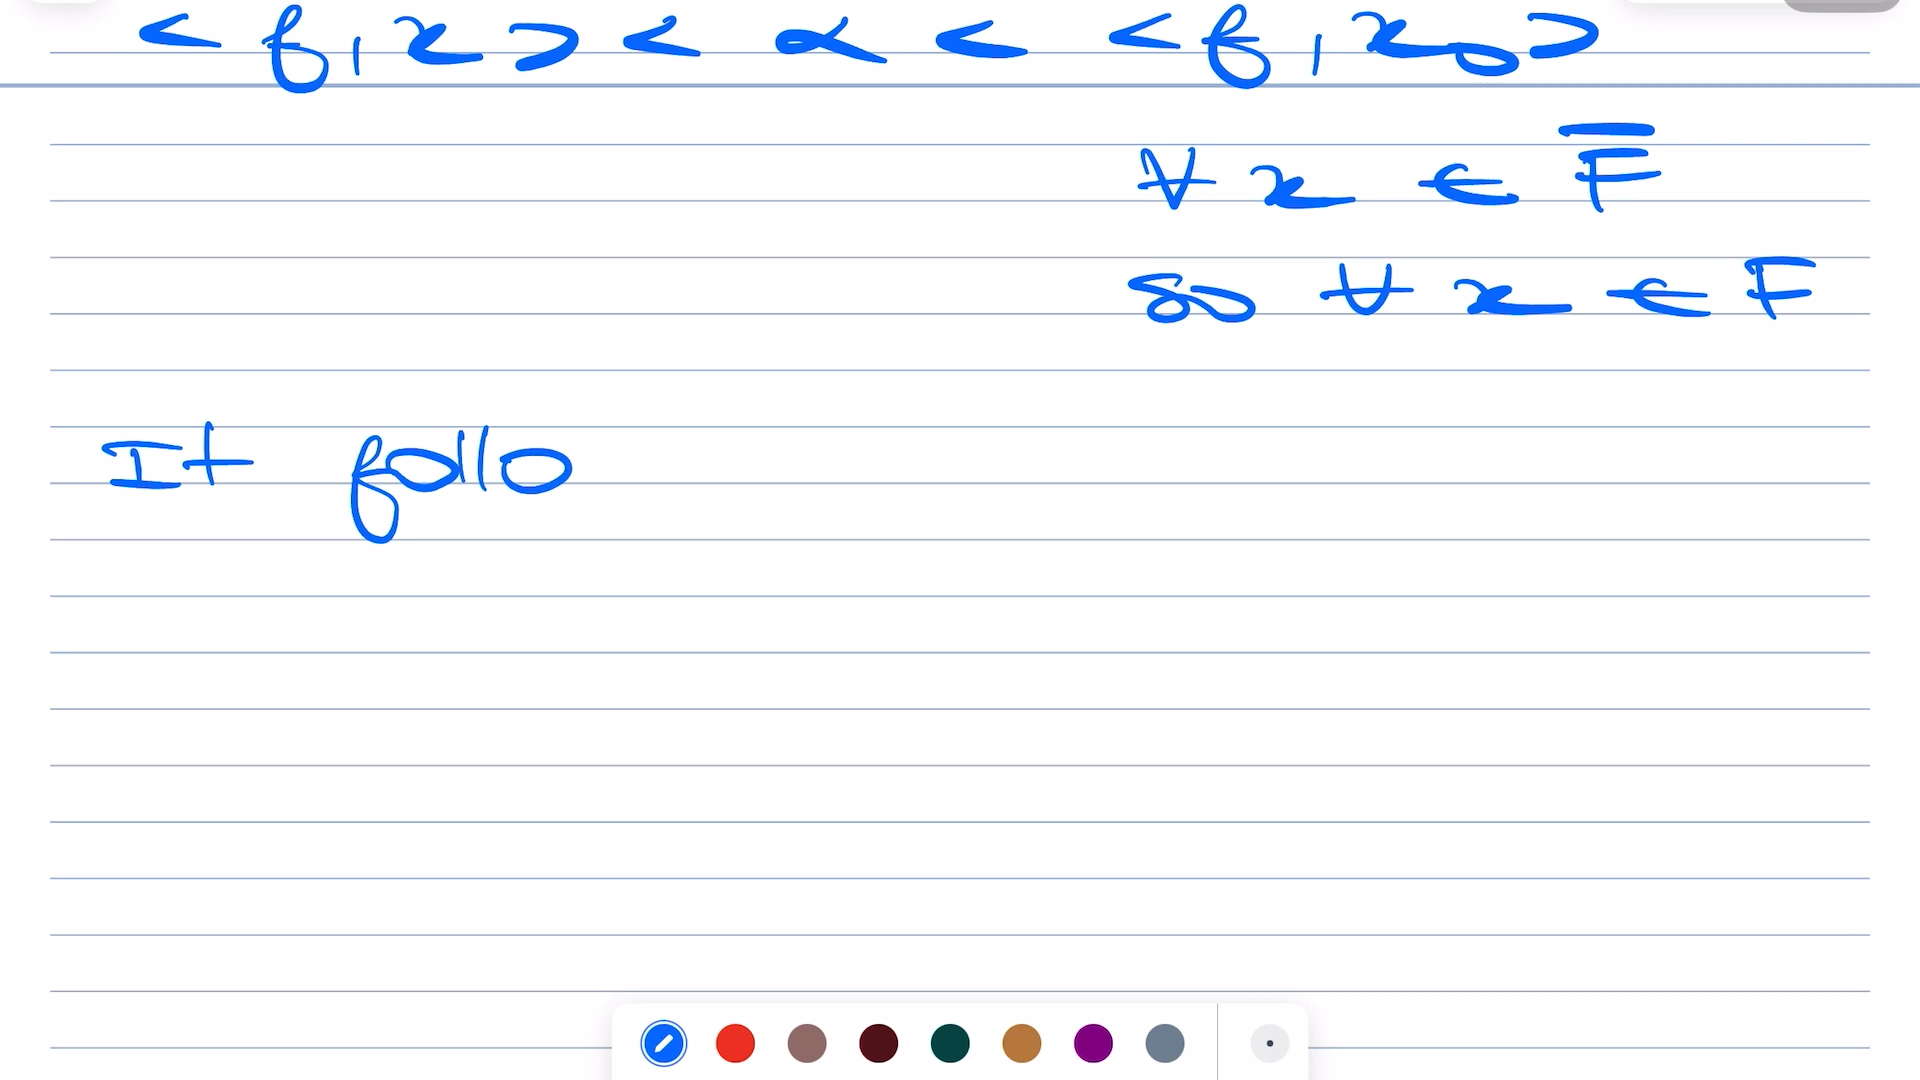 < f, x > < α < < f, x₀ >
∀ x ∈ F̅
so ∀ x ∈ F
It follo